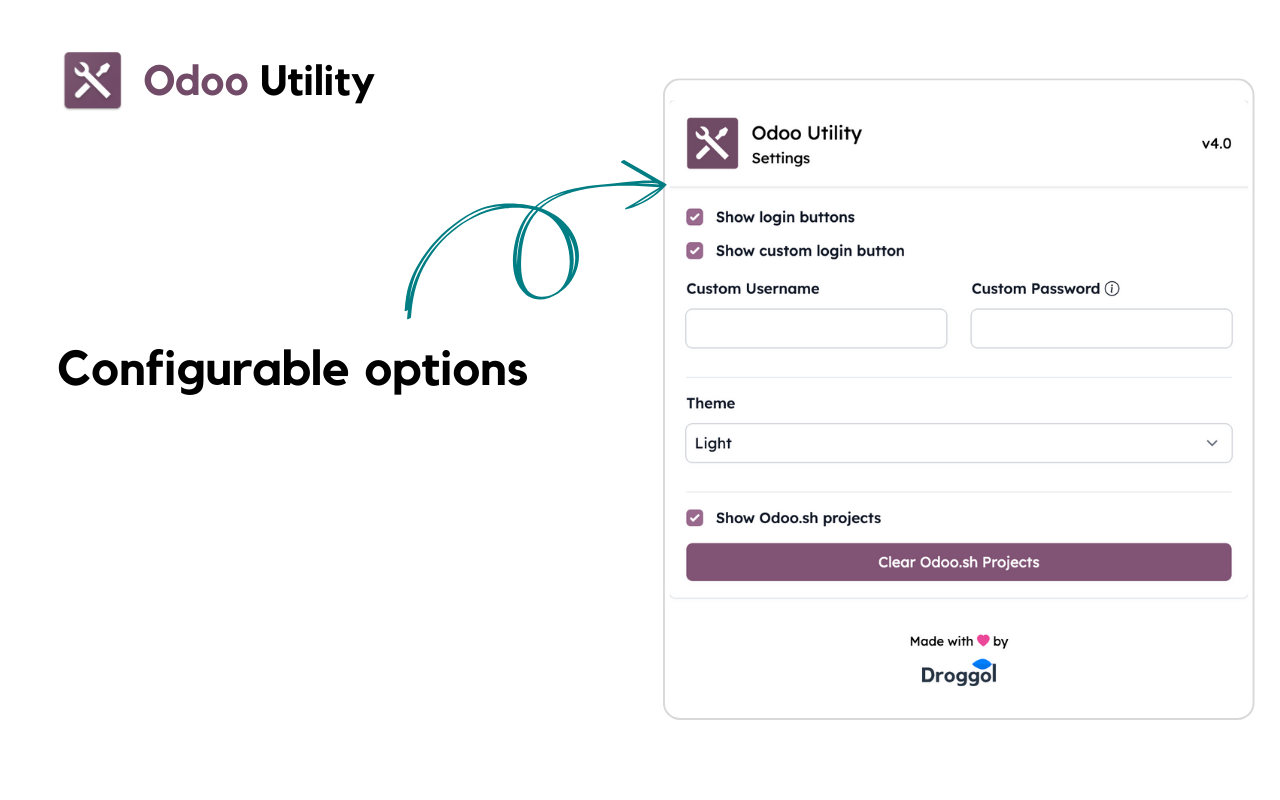 Odoo Utility
Configurable options
Odoo Utility
Settings
v4.0
Show login buttons
Show custom login button
Custom Username
Custom Password
Theme
Light
Show Odoo.sh projects
Clear Odoo.sh Projects
Made with by
Droggol